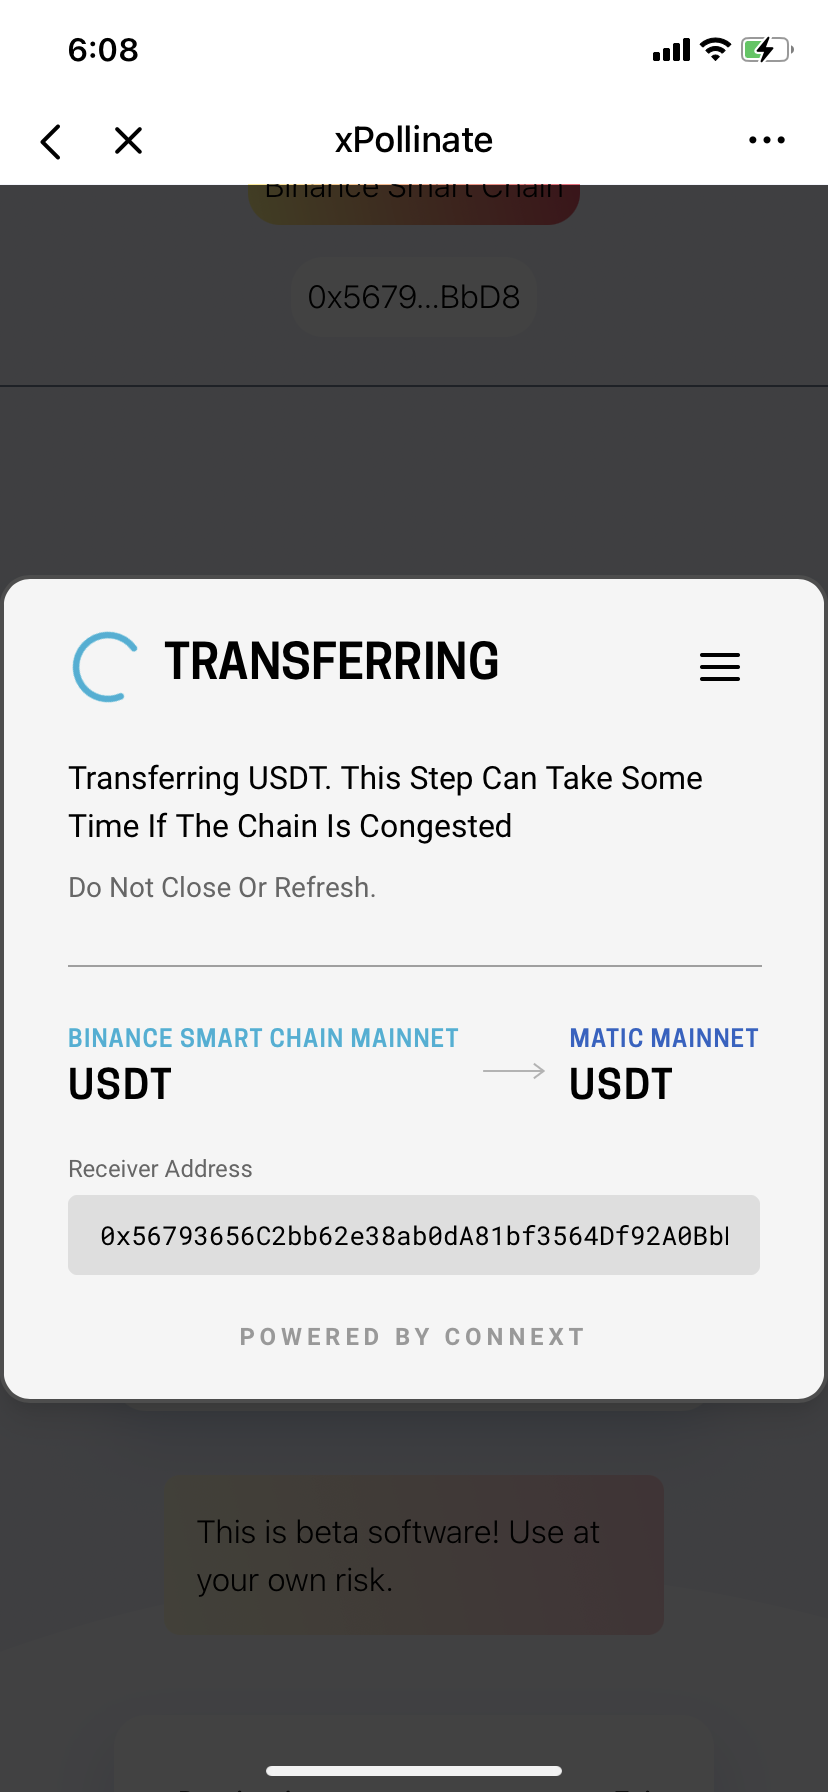 6:08
xPollinate
Binance Smart Chain
0x5679...BbD8
TRANSFERRING
Transferring USDT. This Step Can Take Some
Time If The Chain Is Congested
Do Not Close Or Refresh.
BINANCE SMART CHAIN MAINNET
USDT
MATIC MAINNET
USDT
Receiver Address
0x56793656C2bb62e38ab0dA81bf3564Df92A0Bb
POWERED BY CONNEXT
This is beta software! Use at
your own risk.